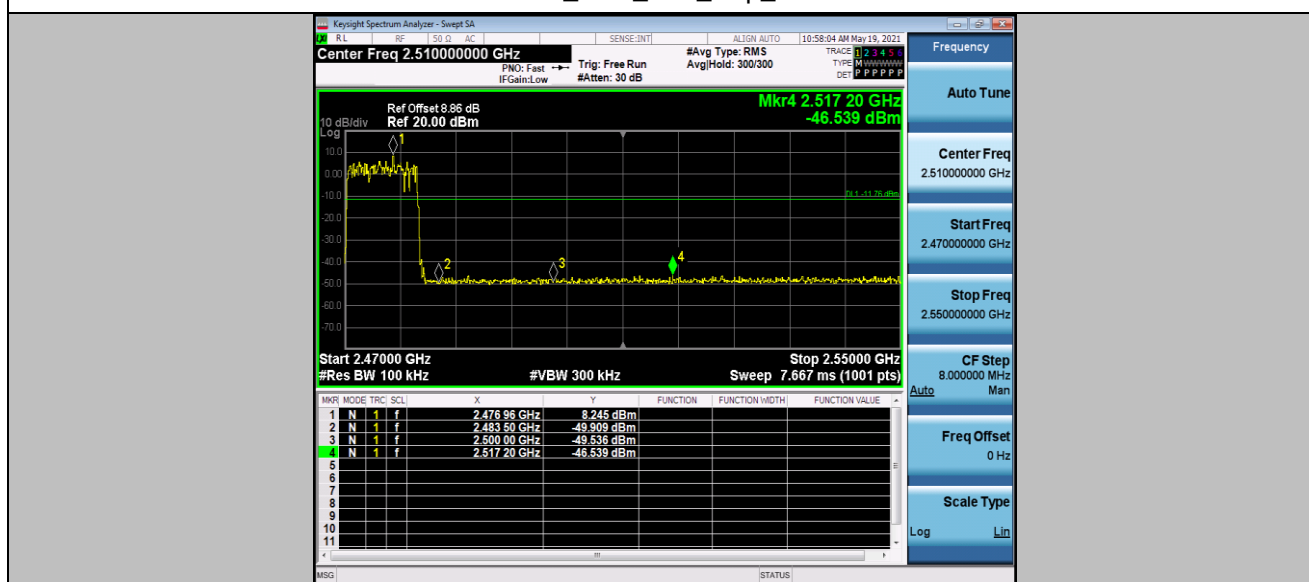 Keysight Spectrum Analyzer - Swept SA
RL RF 50 Ω AC SENSE:INT ALIGN AUTO 10:58:04 AM May 19, 2021
Center Freq 2.510000000 GHz
PNO: Fast
IFGain:Low
Trig: Free Run
#Atten: 30 dB
#Avg Type: RMS
Avg|Hold: 300/300
TRACE 1 2 3 4 5 6
TYPE M WWWWW
DET P P P P P P
Frequency
Auto Tune
Center Freq
2.510000000 GHz
Start Freq
2.470000000 GHz
Stop Freq
2.550000000 GHz
CF Step
8.000000 MHz
Auto Man
Freq Offset
0 Hz
Scale Type
Log Lin
Mkr4 2.517 20 GHz
-46.539 dBm
Ref Offset 8.86 dB
10 dB/div Ref 20.00 dBm
Log
10.0
0.00
-10.0
-20.0
-30.0
-40.0
-50.0
-60.0
-70.0
1
2
3
4
DL1 -11.76 dBm
Start 2.47000 GHz Stop 2.55000 GHz
#Res BW 100 kHz #VBW 300 kHz Sweep 7.667 ms (1001 pts)
MKR MODE TRC SCL X Y FUNCTION FUNCTION WIDTH FUNCTION VALUE
1 N 1 f 2.476 96 GHz 8.245 dBm
2 N 1 f 2.483 50 GHz -49.909 dBm
3 N 1 f 2.500 00 GHz -49.536 dBm
4 N 1 f 2.517 20 GHz -46.539 dBm
5
6
7
8
9
10
11
MSG STATUS